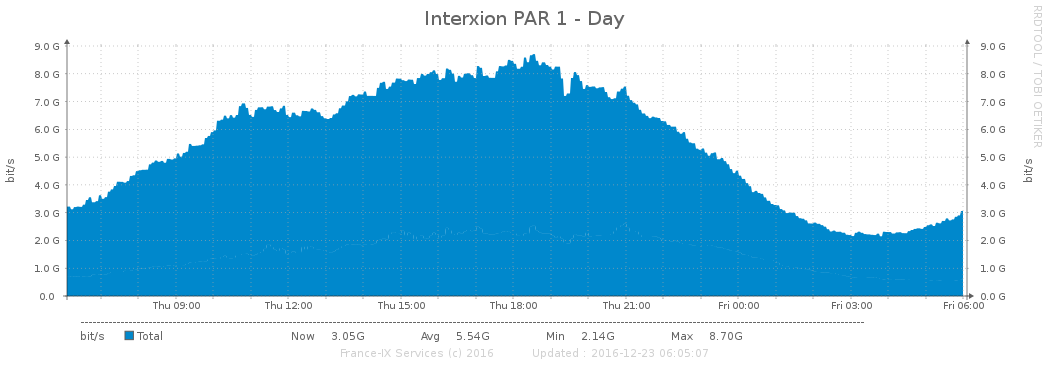 Interxion PAR 1 - Day
RRDTOOL / TOBI OETIKER
9.0 G 9.0 G
8.0 G 8.0 G
7.0 G 7.0 G
6.0 G 6.0 G
5.0 G 5.0 G
4.0 G 4.0 G
3.0 G 3.0 G
2.0 G 2.0 G
1.0 G 1.0 G
0.0 0.0 G
bit/s bit/s
Thu 09:00 Thu 12:00 Thu 15:00 Thu 18:00 Thu 21:00 Fri 00:00 Fri 03:00 Fri 06:00
bit/s Total Now 3.05G Avg 5.54G Min 2.14G Max 8.70G
France-IX Services (c) 2016 Updated : 2016-12-23 06:05:07